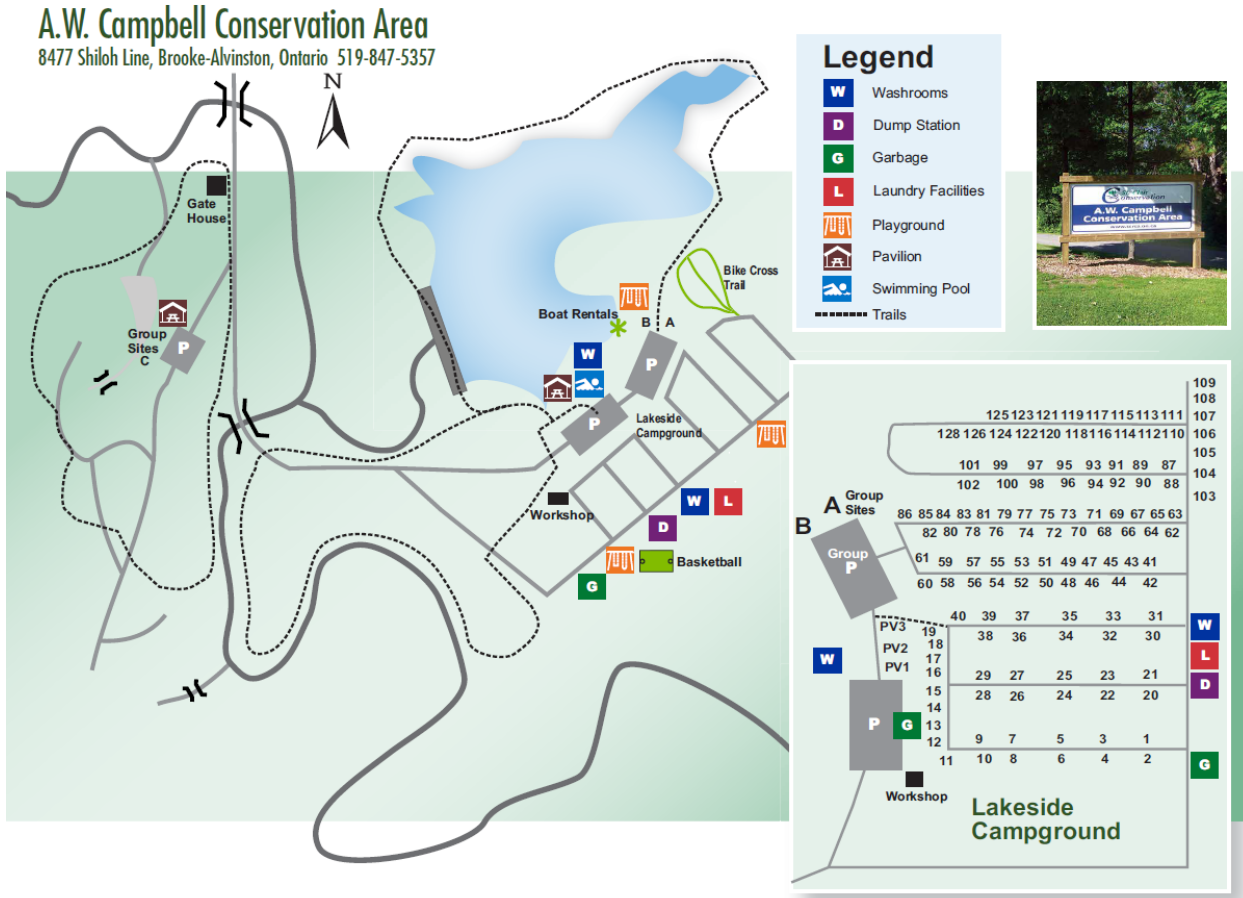 A.W. Campbell Conservation Area
8477 Shiloh Line, Brooke-Alvinston, Ontario 519-847-5357
N
Gate
House
Group
Sites
C
P
Boat Rentals
B A
P
W
P
Bike Cross
Trail
Lakeside
Campground
Workshop
W L
D
Basketball
G
Legend
W Washrooms
D Dump Station
G Garbage
L Laundry Facilities
Playground
Pavilion
Swimming Pool
Trails
Conservation
A.W. Campbell
Conservation Area
109
108
125 123 121 119 117 115 113 111 107
128 126 124 122 120 118 116 114 112 110 106
105
101 99 97 95 93 91 89 87
104
102 100 98 96 94 92 90 88
103
A Group
Sites
B
86 85 84 83 81 79 77 75 73 71 69 67 65 63
82 80 78 76 74 72 70 68 66 64 62
Group
P
61 59 57 55 53 51 49 47 45 43 41
60 58 56 54 52 50 48 46 44 42
40 39 37 35 33 31
PV3 19 38 36 34 32 30 W
18
PV2
17
W PV1 L
16 29 27 25 23 21
D
15 28 26 24 22 20
14
P G 13
12 9 7 5 3 1
11 10 8 6 4 2 G
Workshop
Lakeside
Campground